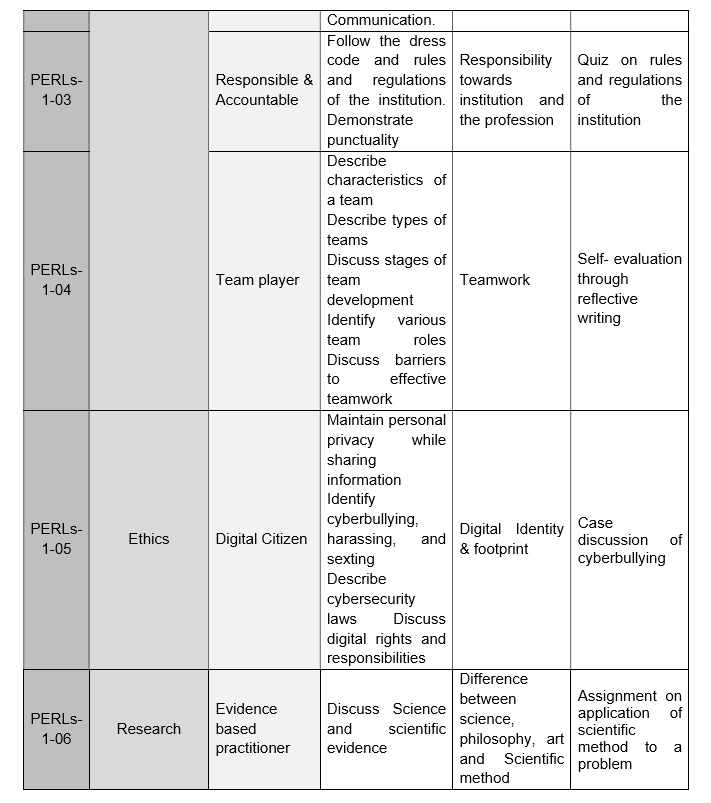 Communication.
PERLs-
1-03
Responsible &
Accountable
Follow the dress
code and rules
and regulations
of the institution.
Demonstrate
punctuality
Responsibility
towards
institution and
the profession
Quiz on rules
and regulations
of the
institution
PERLs-
1-04
Team player
Describe
characteristics of
a team
Describe types of
teams
Discuss stages of
team
development
Identify various
team roles
Discuss barriers
to effective
teamwork
Teamwork
Self- evaluation
through
reflective
writing
PERLs-
1-05
Ethics
Digital Citizen
Maintain personal
privacy while
sharing
information
Identify
cyberbullying,
harassing, and
sexting
Describe
cybersecurity
laws Discuss
digital rights and
responsibilities
Digital Identity
& footprint
Case
discussion of
cyberbullying
PERLs-
1-06
Research
Evidence
based
practitioner
Discuss Science
and scientific
evidence
Difference
between
science,
philosophy, art
and Scientific
method
Assignment on
application of
scientific
method to a
problem